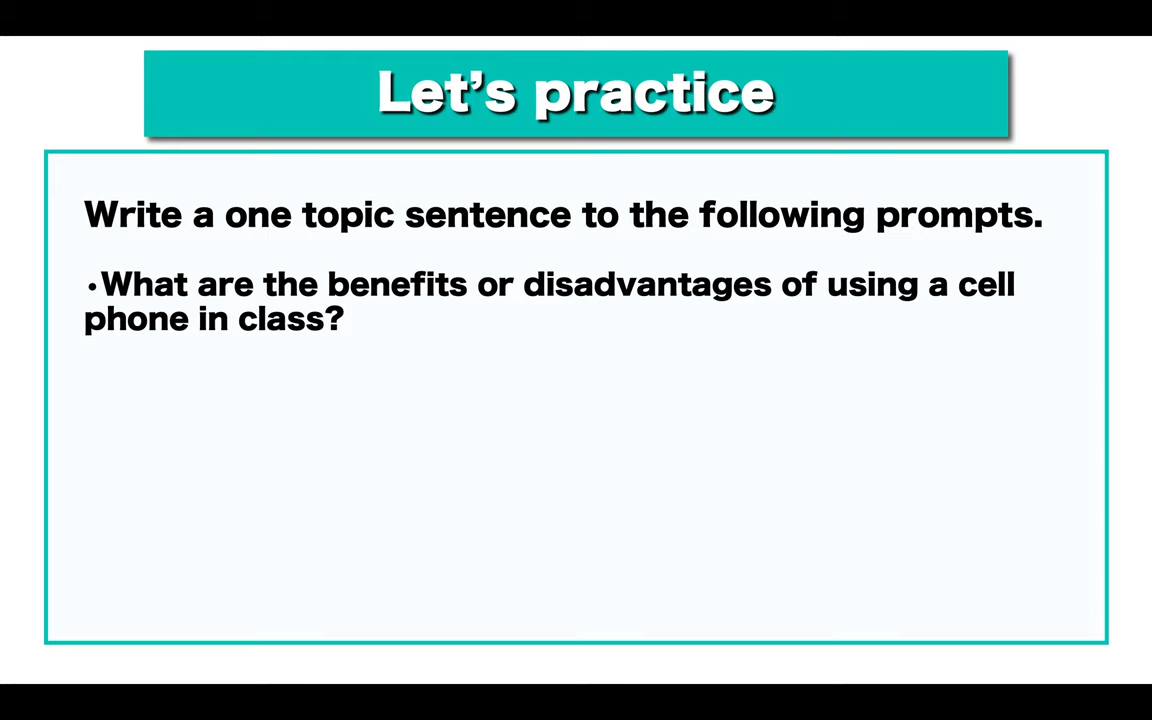 Let’s practice
Write a one topic sentence to the following prompts.
•What are the benefits or disadvantages of using a cell
phone in class?